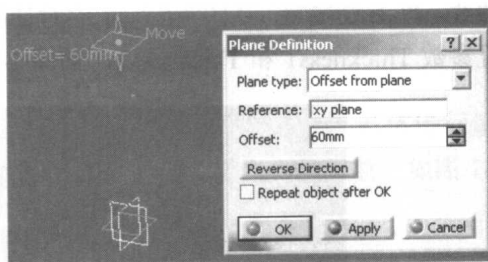 Move
Offset= 60mm
Plane Definition
Plane type: Offset from plane
Reference: xy plane
Offset: 60mm
Reverse Direction
Repeat object after OK
OK Apply Cancel